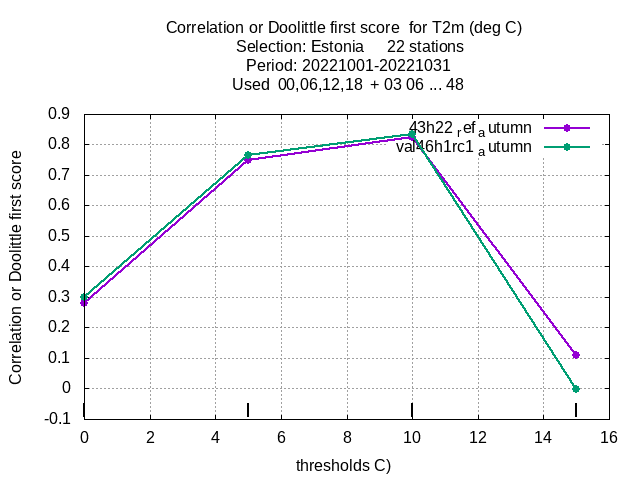 Correlation or Doolittle first score  for T2m (deg C)
Selection: Estonia     22 stations
Period: 20221001-20221031
Used  00,06,12,18  + 03 06 ... 48
Correlation or Doolittle first score
43h22 refa utumn
val46h1rc1 a utumn
0.9
0.8
0.7
0.6
0.5
0.4
0.3
0.2
0.1
0
-0.1
0 2 4 6 8 10 12 14 16
thresholds C)